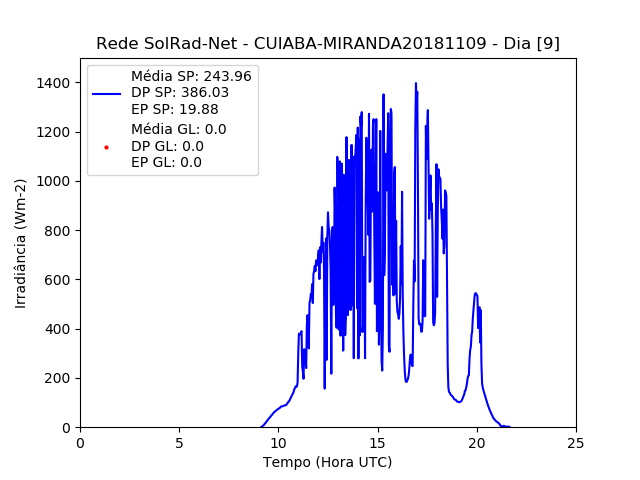 Rede SolRad-Net - CUIABA-MIRANDA20181109 - Dia [9]
Média SP: 243.96
DP SP: 386.03
EP SP: 19.88
Média GL: 0.0
DP GL: 0.0
EP GL: 0.0
Irradiância (Wm-2)
1400
1200
1000
800
600
400
200
0
0 5 10 15 20 25
Tempo (Hora UTC)